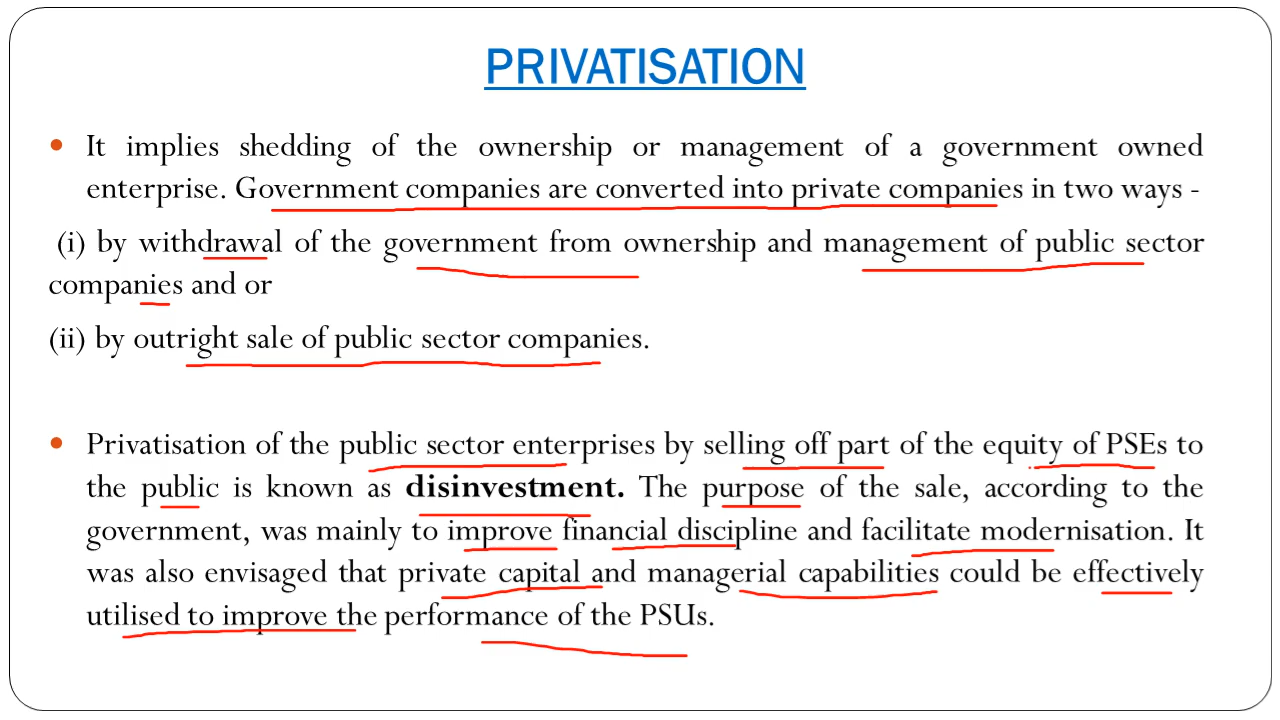 PRIVATISATION
• It implies shedding of the ownership or management of a government owned
enterprise. Government companies are converted into private companies in two ways -
(i) by withdrawal of the government from ownership and management of public sector
companies and or
(ii) by outright sale of public sector companies.
• Privatisation of the public sector enterprises by selling off part of the equity of PSEs to
the public is known as disinvestment. The purpose of the sale, according to the
government, was mainly to improve financial discipline and facilitate modernisation. It
was also envisaged that private capital and managerial capabilities could be effectively
utilised to improve the performance of the PSUs.